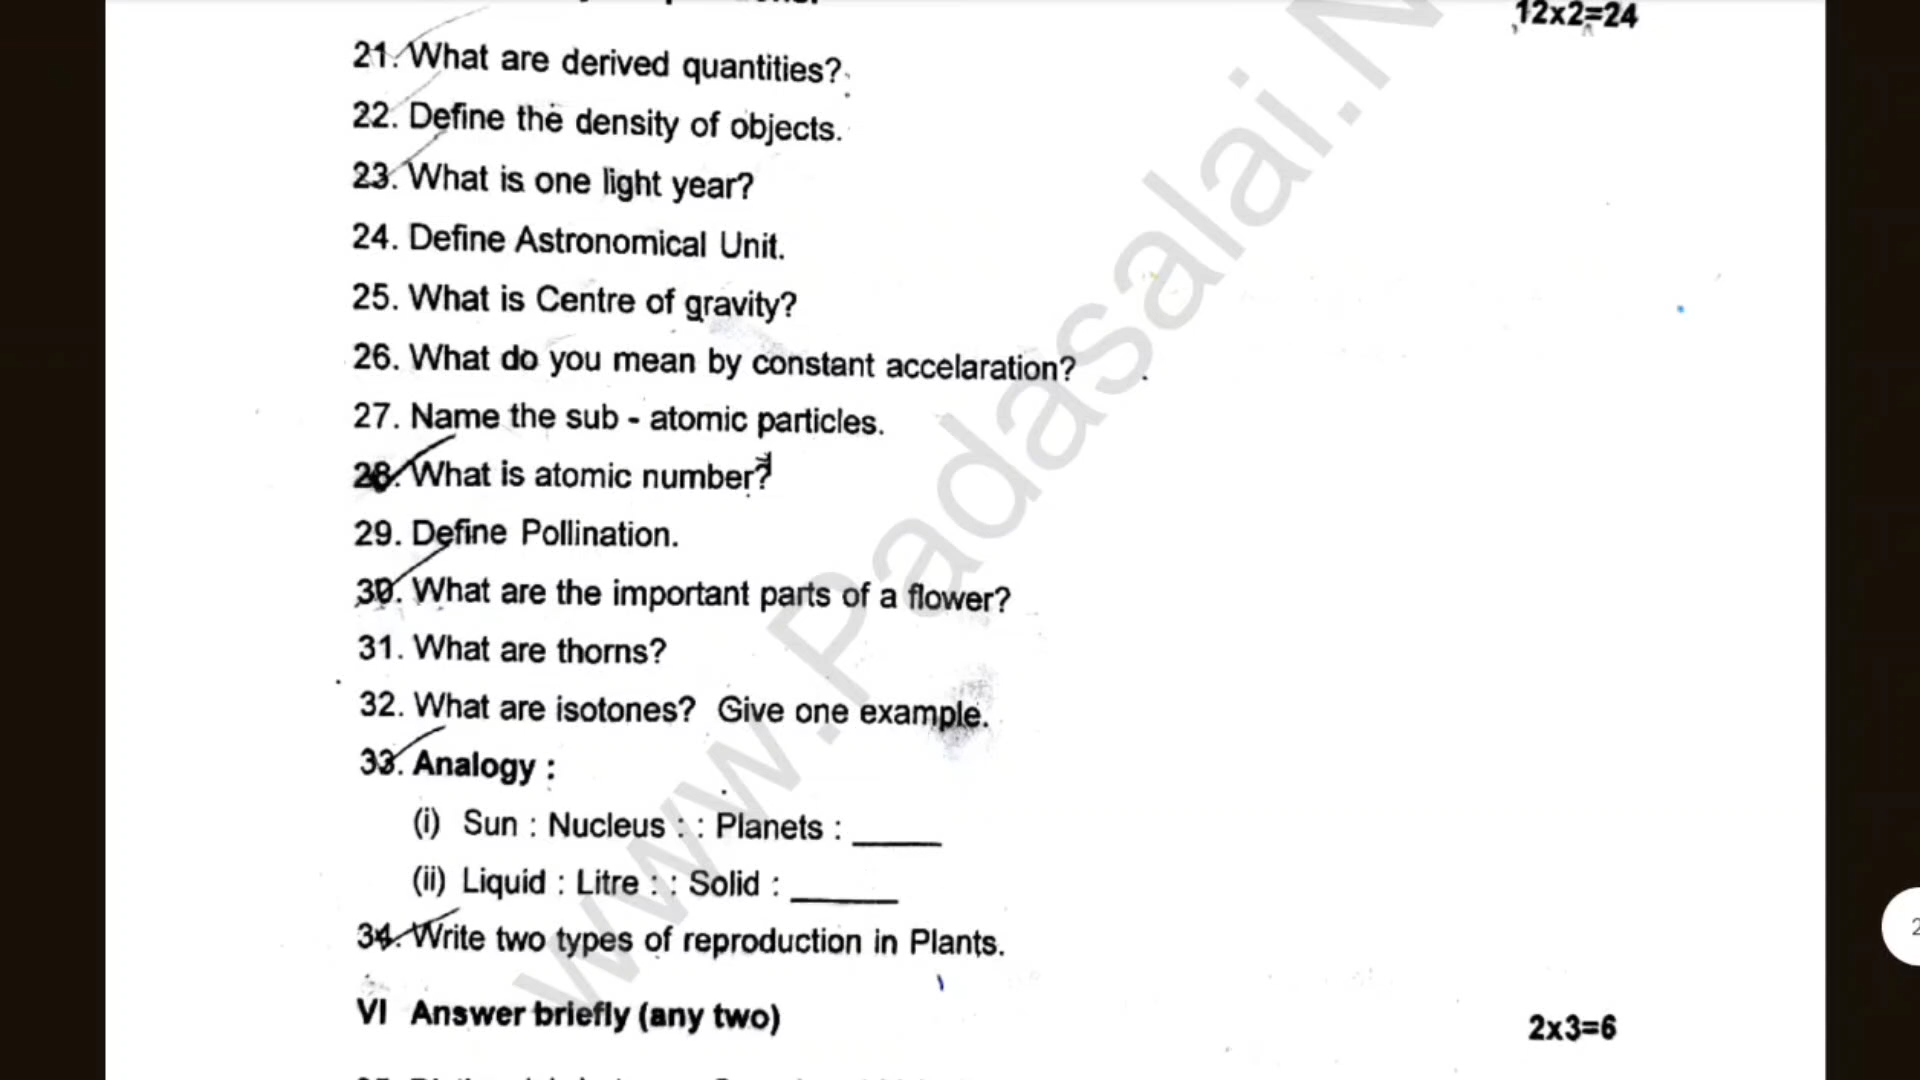 12x2=24
21. What are derived quantities?
22. Define the density of objects.
23. What is one light year?
24. Define Astronomical Unit.
25. What is Centre of gravity?
26. What do you mean by constant accelaration?
27. Name the sub - atomic particles.
28. What is atomic number?
29. Define Pollination.
30. What are the important parts of a flower?
31. What are thorns?
32. What are isotones? Give one example.
33. Analogy :
(i) Sun : Nucleus : : Planets : _____
(ii) Liquid : Litre : : Solid : ______
34. Write two types of reproduction in Plants.
VI Answer briefly (any two) 2x3=6
www.Padasalai.N
2